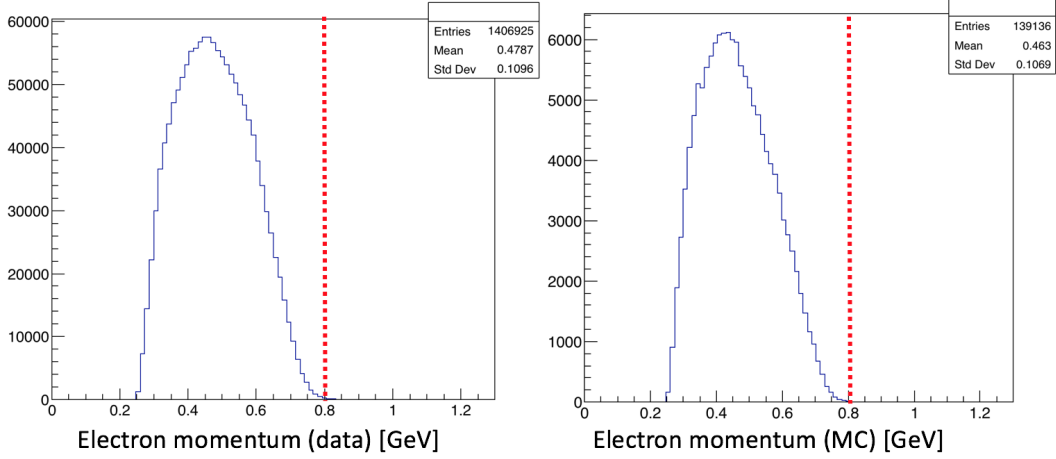 60000
50000
40000
30000
20000
10000
0
0 0.2 0.4 0.6 0.8 1 1.2
Entries 1406925
Mean 0.4787
Std Dev 0.1096
Electron momentum (data) [GeV]
6000
5000
4000
3000
2000
1000
0
0 0.2 0.4 0.6 0.8 1 1.2
Entries 139136
Mean 0.463
Std Dev 0.1069
Electron momentum (MC) [GeV]